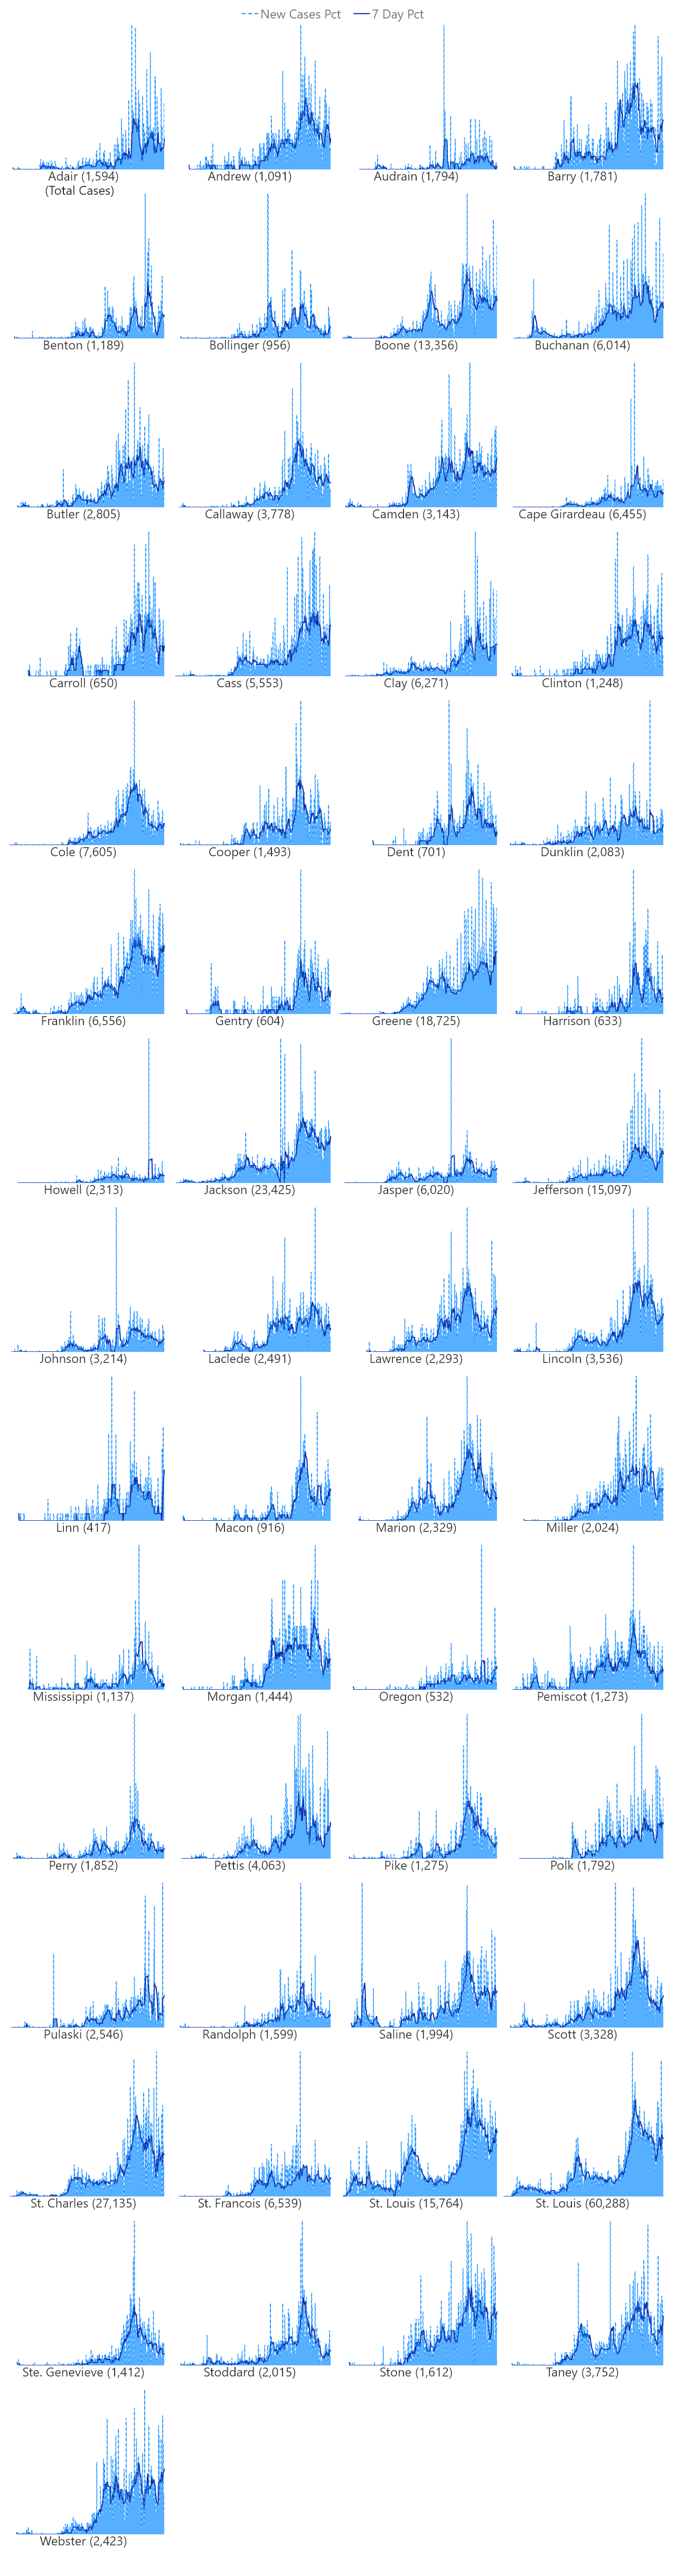 New Cases Pct 7 Day Pct
Adair (1,594) Andrew (1,091) Audrain (1,794) Barry (1,781)
(Total Cases)
Benton (1,189) Bollinger (956) Boone (13,356) Buchanan (6,014)
Butler (2,805) Callaway (3,778) Camden (3,143) Cape Girardeau (6,455)
Carroll (650) Cass (5,553) Clay (6,271) Clinton (1,248)
Cole (7,605) Cooper (1,493) Dent (701) Dunklin (2,083)
Franklin (6,556) Gentry (604) Greene (18,725) Harrison (633)
Howell (2,313) Jackson (23,425) Jasper (6,020) Jefferson (15,097)
Johnson (3,214) Laclede (2,491) Lawrence (2,293) Lincoln (3,536)
Linn (417) Macon (916) Marion (2,329) Miller (2,024)
Mississippi (1,137) Morgan (1,444) Oregon (532) Pemiscot (1,273)
Perry (1,852) Pettis (4,063) Pike (1,275) Polk (1,792)
Pulaski (2,546) Randolph (1,599) Saline (1,994) Scott (3,328)
St. Charles (27,135) St. Francois (6,539) St. Louis (15,764) St. Louis (60,288)
Ste. Genevieve (1,412) Stoddard (2,015) Stone (1,612) Taney (3,752)
Webster (2,423)